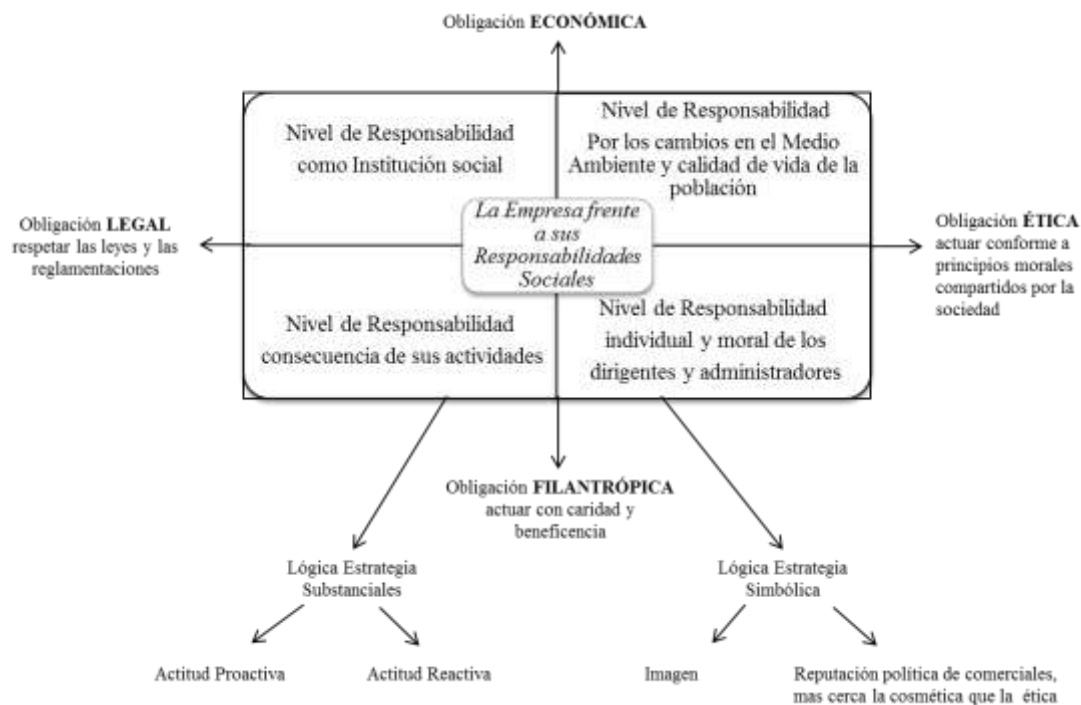 Obligación ECONÓMICA
Nivel de Responsabilidad
como Institución social
Nivel de Responsabilidad
Por los cambios en el Medio
Ambiente y calidad de vida de la
población
La Empresa frente
a sus
Responsabilidades
Sociales
Obligación LEGAL
respetar las leyes y las
reglamentaciones
Obligación ÉTICA
actuar conforme a
principios morales
compartidos por la
sociedad
Nivel de Responsabilidad
consecuencia de sus actividades
Nivel de Responsabilidad
individual y moral de los
dirigentes y administradores
Obligación FILANTRÓPICA
actuar con caridad y
beneficencia
Lógica Estrategia
Substanciales
Lógica Estrategia
Simbólica
Actitud Proactiva
Actitud Reactiva
Imagen
Reputación política de comerciales,
mas cerca la cosmética que la ética